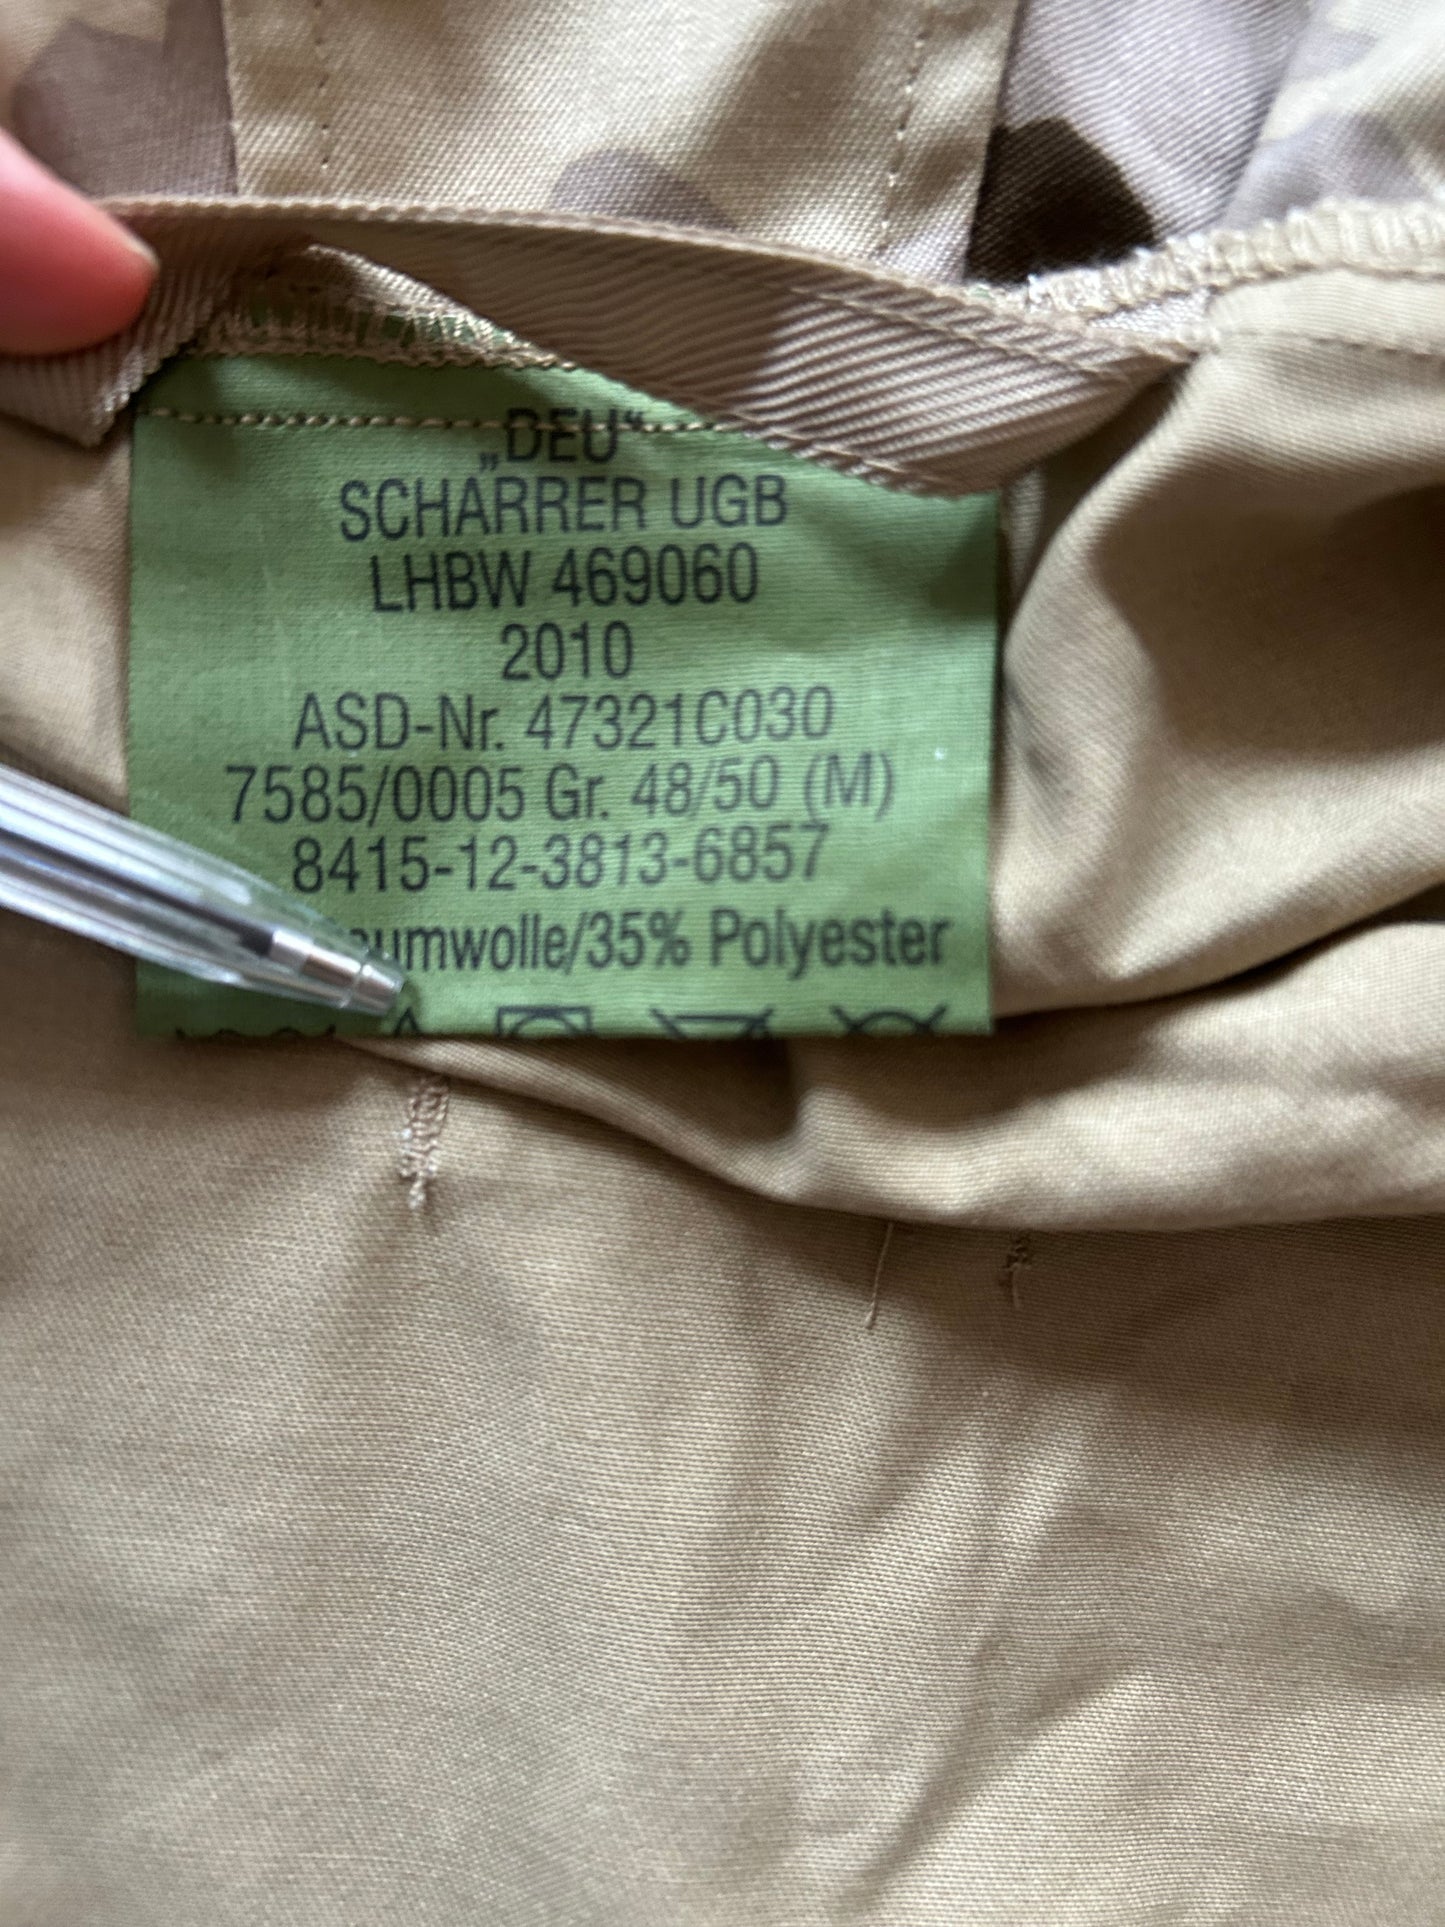 „DEU“
SCHARRER UGB
LHBW 469060
2010
ASD-Nr. 47321C030
7585/0005 Gr. 48/50 (M)
8415-12-3813-6857
35% Polyester